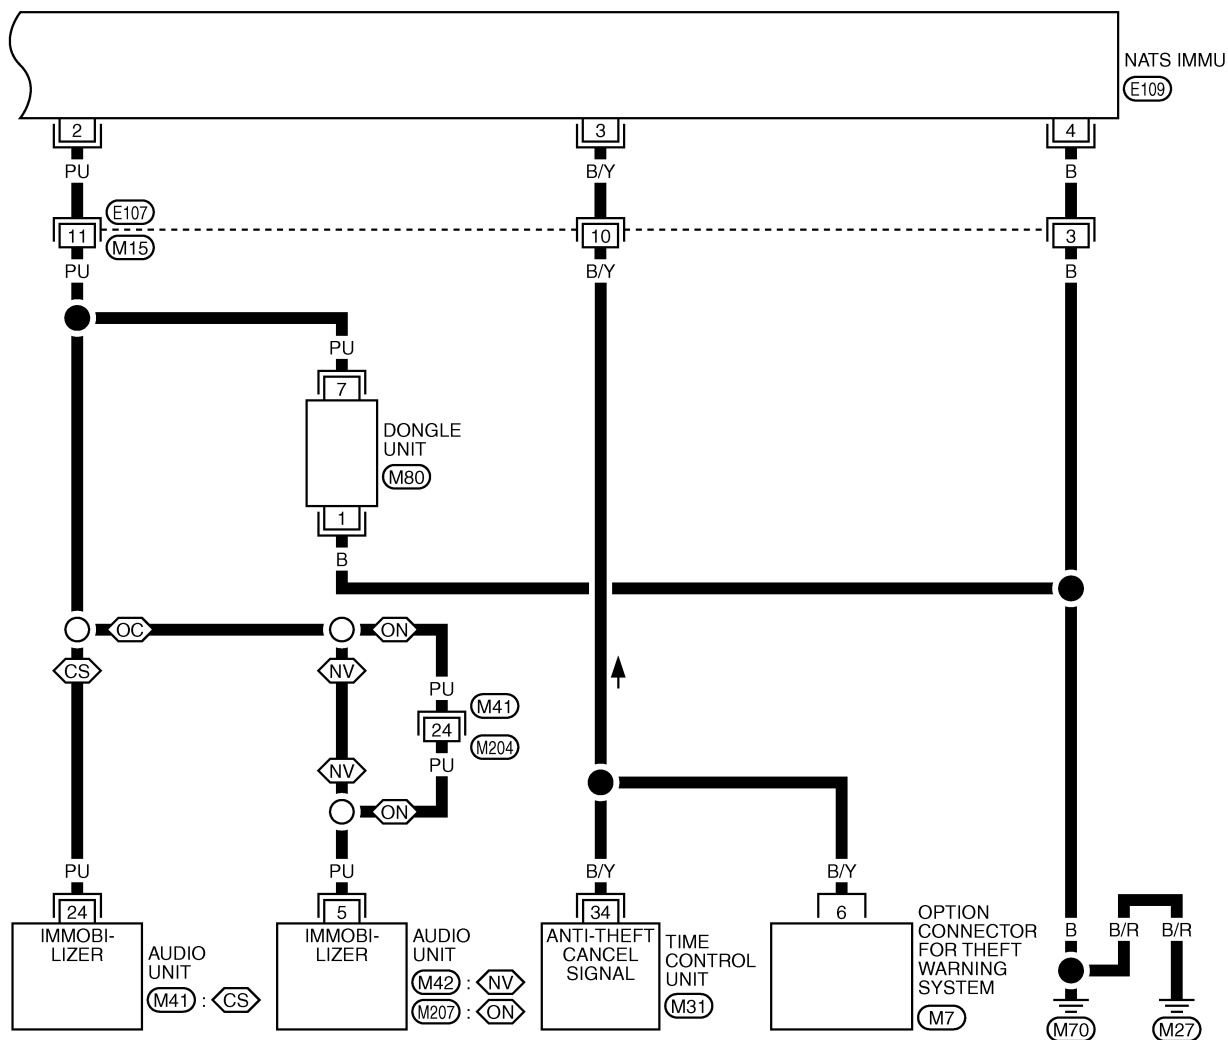 NATS IMMU
E109
2
3
4
PU
B/Y
B
E107
11
10
3
M15
PU
B/Y
B
PU
7
DONGLE
UNIT
M80
1
B
OC
ON
CS
NV
PU
M41
24
M204
PU
NV
ON
PU
PU
B/Y
B/Y
24
5
34
6
IMMOBI-
LIZER
AUDIO
UNIT
M41 : CS
IMMOBI-
LIZER
AUDIO
UNIT
M42 : NV
M207 : ON
ANTI-THEFT
CANCEL
SIGNAL
TIME
CONTROL
UNIT
M31
OPTION
CONNECTOR
FOR THEFT
WARNING
SYSTEM
M7
B
B/R
B/R
M70
M27